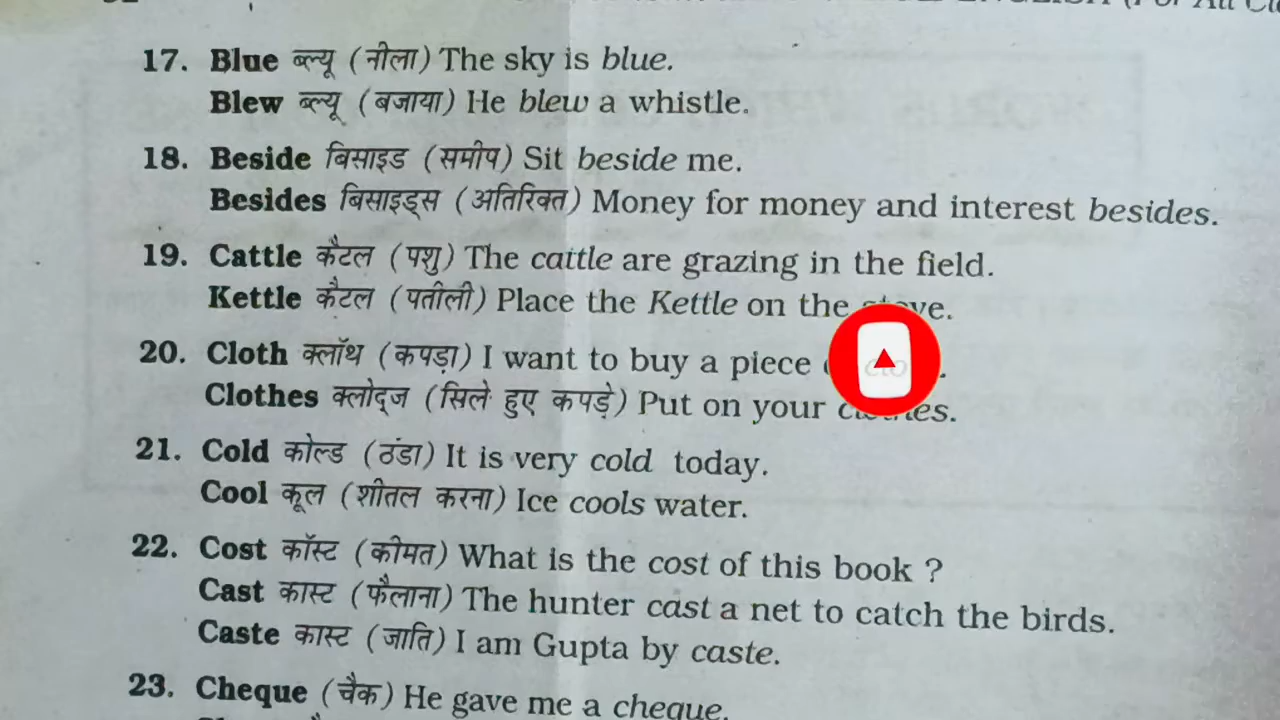 ENGLISH (For All
17. Blue ब्ल्यू (नीला) The sky is blue.
Blew ब्ल्यू (बजाया) He blew a whistle.
18. Beside बिसाइड (समीप) Sit beside me.
Besides बिसाइड्स (अतिरिक्त) Money for money and interest besides.
19. Cattle कैटल (पशु) The cattle are grazing in the field.
Kettle कैटल (पतीली) Place the Kettle on the
20. Cloth क्लॉथ (कपड़ा) I want to buy a piece
Clothes क्लोद्ज (सिले हुए कपड़े) Put on your clothes.
21. Cold कोल्ड (ठंडा) It is very cold today.
Cool कूल (शीतल करना) Ice cools water.
22. Cost कॉस्ट (कीमत) What is the cost of this book ?
Cast कास्ट (फैलाना) The hunter cast a net to catch the birds.
Caste कास्ट (जाति) I am Gupta by caste.
23. Cheque (चैक) He gave me a cheque.